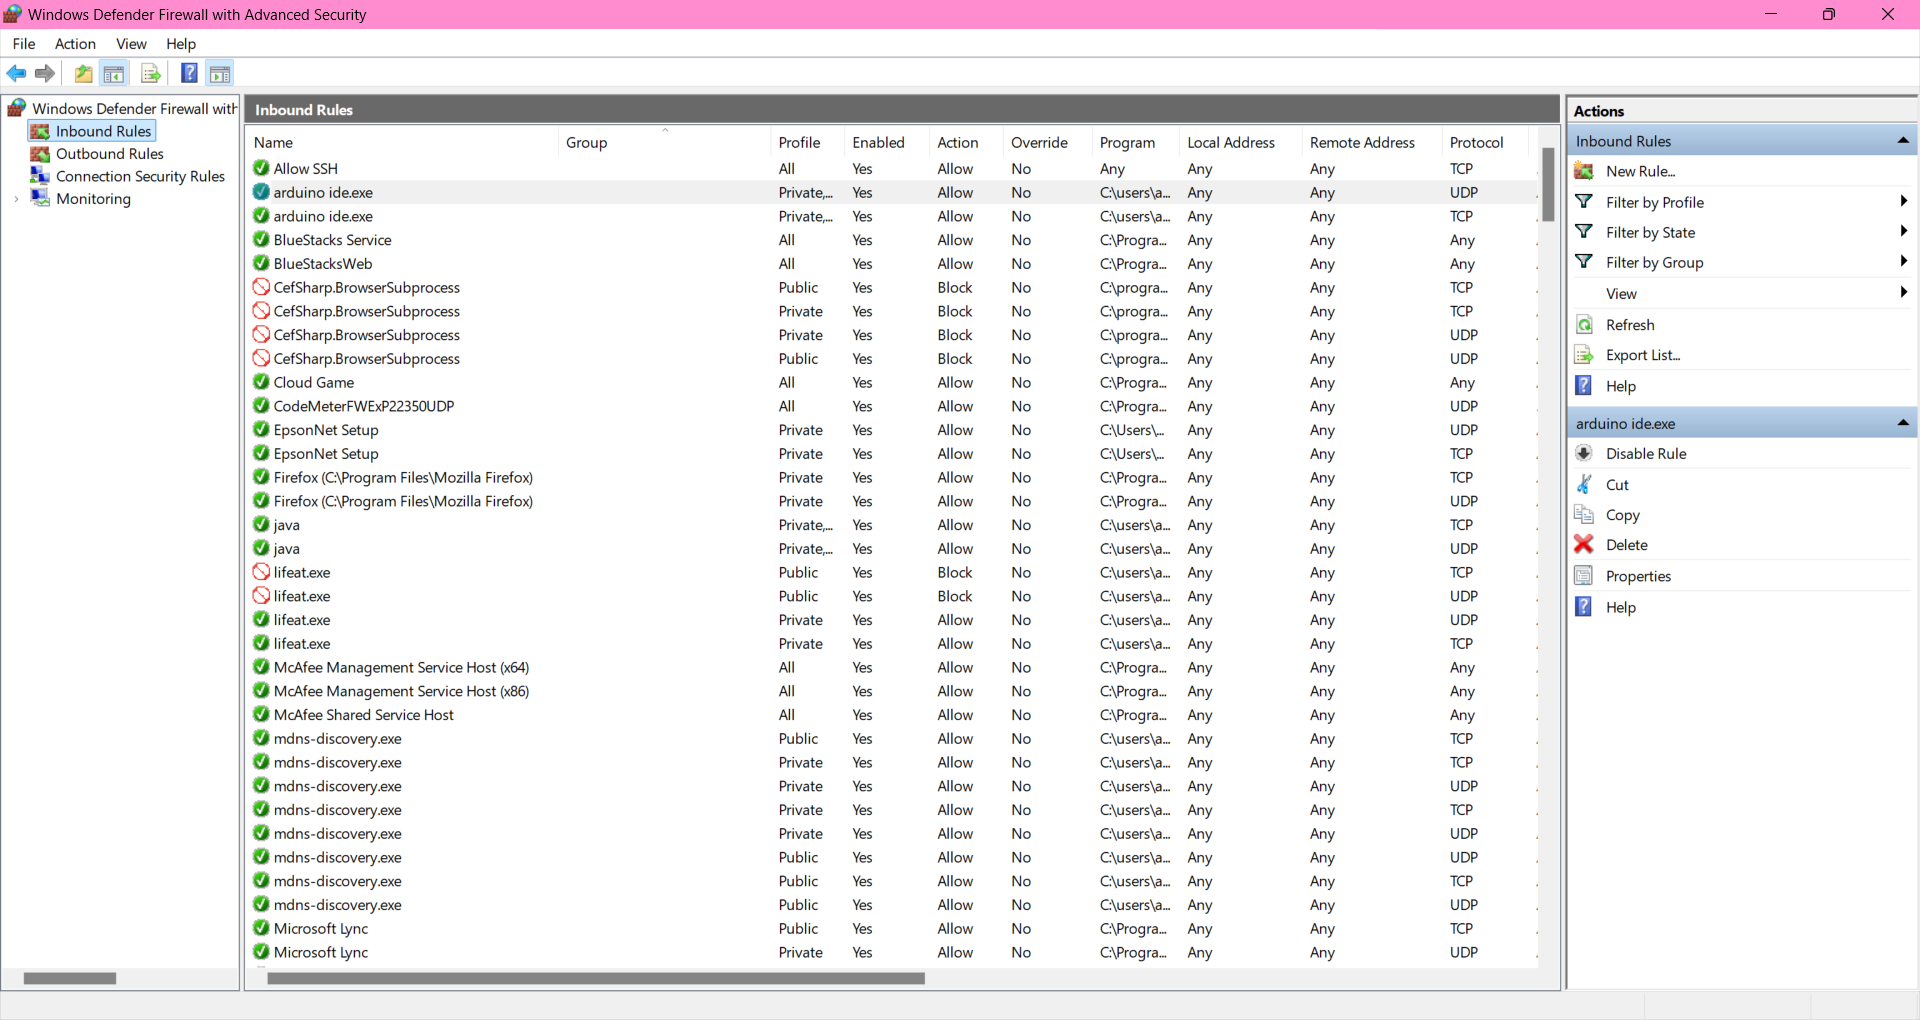 Windows Defender Firewall with Advanced Security
File Action View Help
Windows Defender Firewall with
Inbound Rules
Outbound Rules
Connection Security Rules
Monitoring
Inbound Rules
Name Group Profile Enabled Action Override Program Local Address Remote Address Protocol
Allow SSH All Yes Allow No Any Any Any TCP
arduino ide.exe Private,... Yes Allow No C:\users\a... Any Any UDP
arduino ide.exe Private,... Yes Allow No C:\users\a... Any Any TCP
BlueStacks Service All Yes Allow No C:\Progra... Any Any Any
BlueStacksWeb All Yes Allow No C:\Progra... Any Any Any
CefSharp.BrowserSubprocess Public Yes Block No C:\progra... Any Any TCP
CefSharp.BrowserSubprocess Private Yes Block No C:\progra... Any Any TCP
CefSharp.BrowserSubprocess Private Yes Block No C:\progra... Any Any UDP
CefSharp.BrowserSubprocess Public Yes Block No C:\progra... Any Any UDP
Cloud Game All Yes Allow No C:\Progra... Any Any Any
CodeMeterFWExP22350UDP All Yes Allow No C:\Progra... Any Any UDP
EpsonNet Setup Private Yes Allow No C:\Users\... Any Any UDP
EpsonNet Setup Private Yes Allow No C:\Users\... Any Any TCP
Firefox (C:\Program Files\Mozilla Firefox) Private Yes Allow No C:\Progra... Any Any TCP
Firefox (C:\Program Files\Mozilla Firefox) Private Yes Allow No C:\Progra... Any Any UDP
java Private,... Yes Allow No C:\users\a... Any Any TCP
java Private,... Yes Allow No C:\users\a... Any Any UDP
lifeat.exe Public Yes Block No C:\users\a... Any Any TCP
lifeat.exe Public Yes Block No C:\users\a... Any Any UDP
lifeat.exe Private Yes Allow No C:\users\a... Any Any UDP
lifeat.exe Private Yes Allow No C:\users\a... Any Any TCP
McAfee Management Service Host (x64) All Yes Allow No C:\Progra... Any Any Any
McAfee Management Service Host (x86) All Yes Allow No C:\Progra... Any Any Any
McAfee Shared Service Host All Yes Allow No C:\Progra... Any Any Any
mdns-discovery.exe Public Yes Allow No C:\users\a... Any Any TCP
mdns-discovery.exe Private Yes Allow No C:\users\a... Any Any TCP
mdns-discovery.exe Private Yes Allow No C:\users\a... Any Any UDP
mdns-discovery.exe Private Yes Allow No C:\users\a... Any Any TCP
mdns-discovery.exe Private Yes Allow No C:\users\a... Any Any UDP
mdns-discovery.exe Public Yes Allow No C:\users\a... Any Any UDP
mdns-discovery.exe Public Yes Allow No C:\users\a... Any Any TCP
mdns-discovery.exe Public Yes Allow No C:\users\a... Any Any UDP
Microsoft Lync Public Yes Allow No C:\Progra... Any Any TCP
Microsoft Lync Private Yes Allow No C:\Progra... Any Any UDP
Actions
Inbound Rules
New Rule...
Filter by Profile
Filter by State
Filter by Group
View
Refresh
Export List...
Help
arduino ide.exe
Disable Rule
Cut
Copy
Delete
Properties
Help